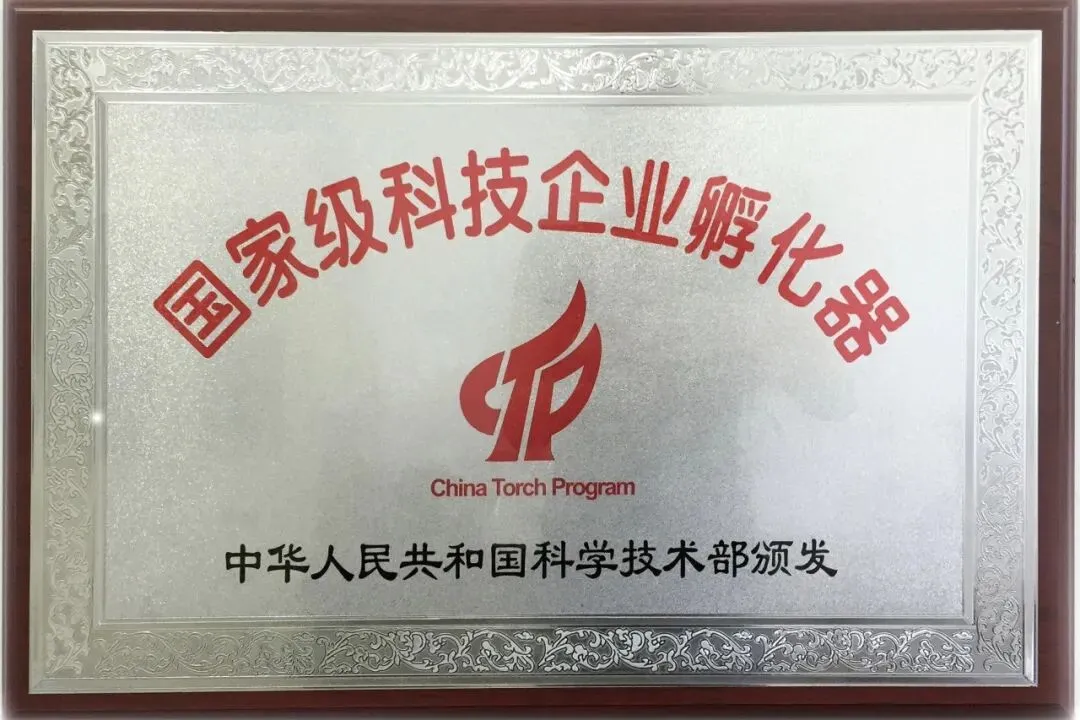 国家级科技企业孵化器
CTP
China Torch Program
中华人民共和国科学技术部颁发